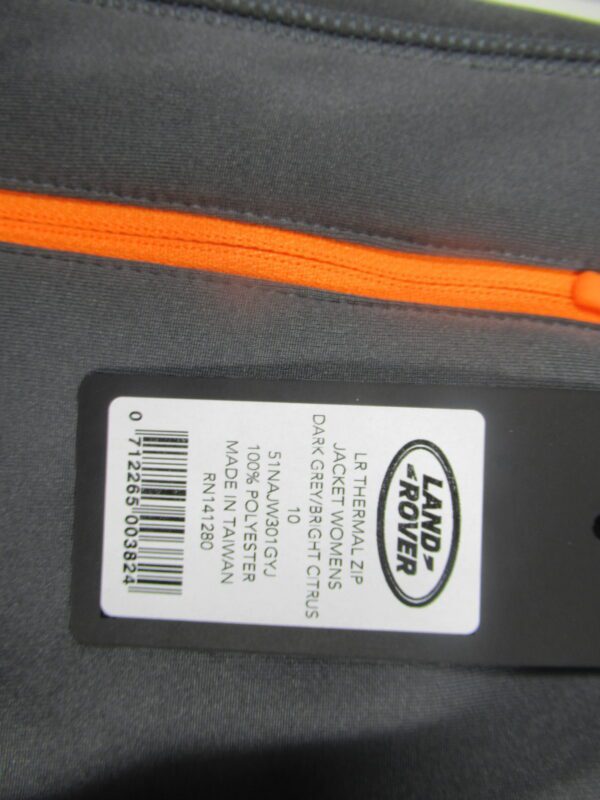 LAND
ROVER
LR THERMAL ZIP
JACKET WOMENS
DARK GREY/BRIGHT CITRUS
10
51NAJW301GYJ
100% POLYESTER
MADE IN TAIWAN
RN141280
0 712265 003824